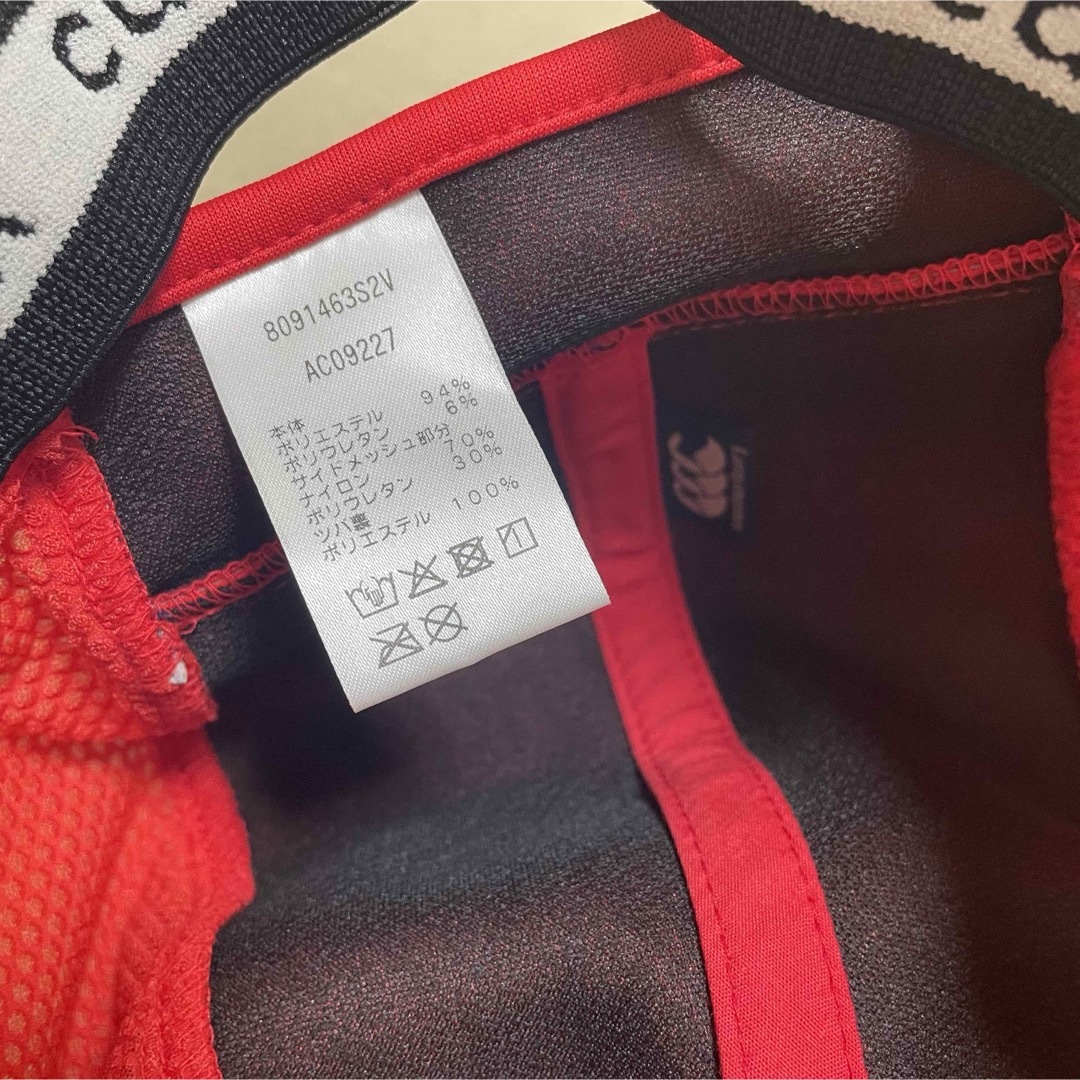 8091463S2V
AC09227
本体
ポリエステル 94%
ポリウレタン 6%
サイドメッシュ部分
ナイロン 70%
ポリウレタン 30%
ツバ裏
ポリエステル 100%